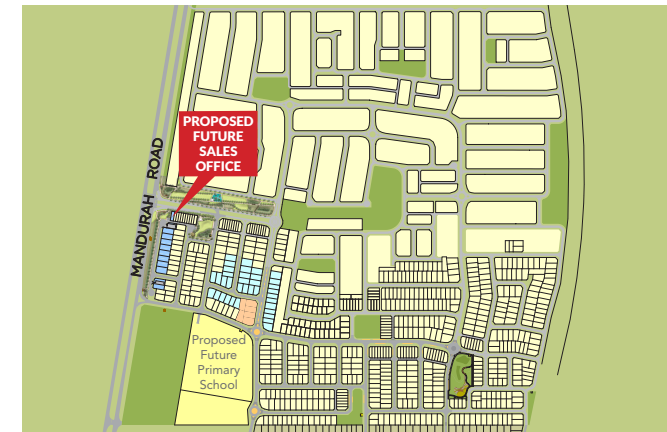 PROPOSED
FUTURE
SALES
OFFICE
MANDURAH ROAD
Proposed
Future
Primary
School